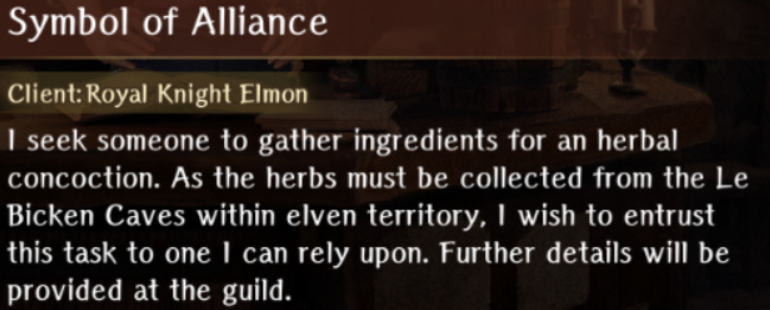 Symbol of Alliance
Client: Royal Knight Elmon
I seek someone to gather ingredients for an herbal
concoction. As the herbs must be collected from the Le
Bicken Caves within elven territory, I wish to entrust
this task to one I can rely upon. Further details will be
provided at the guild.